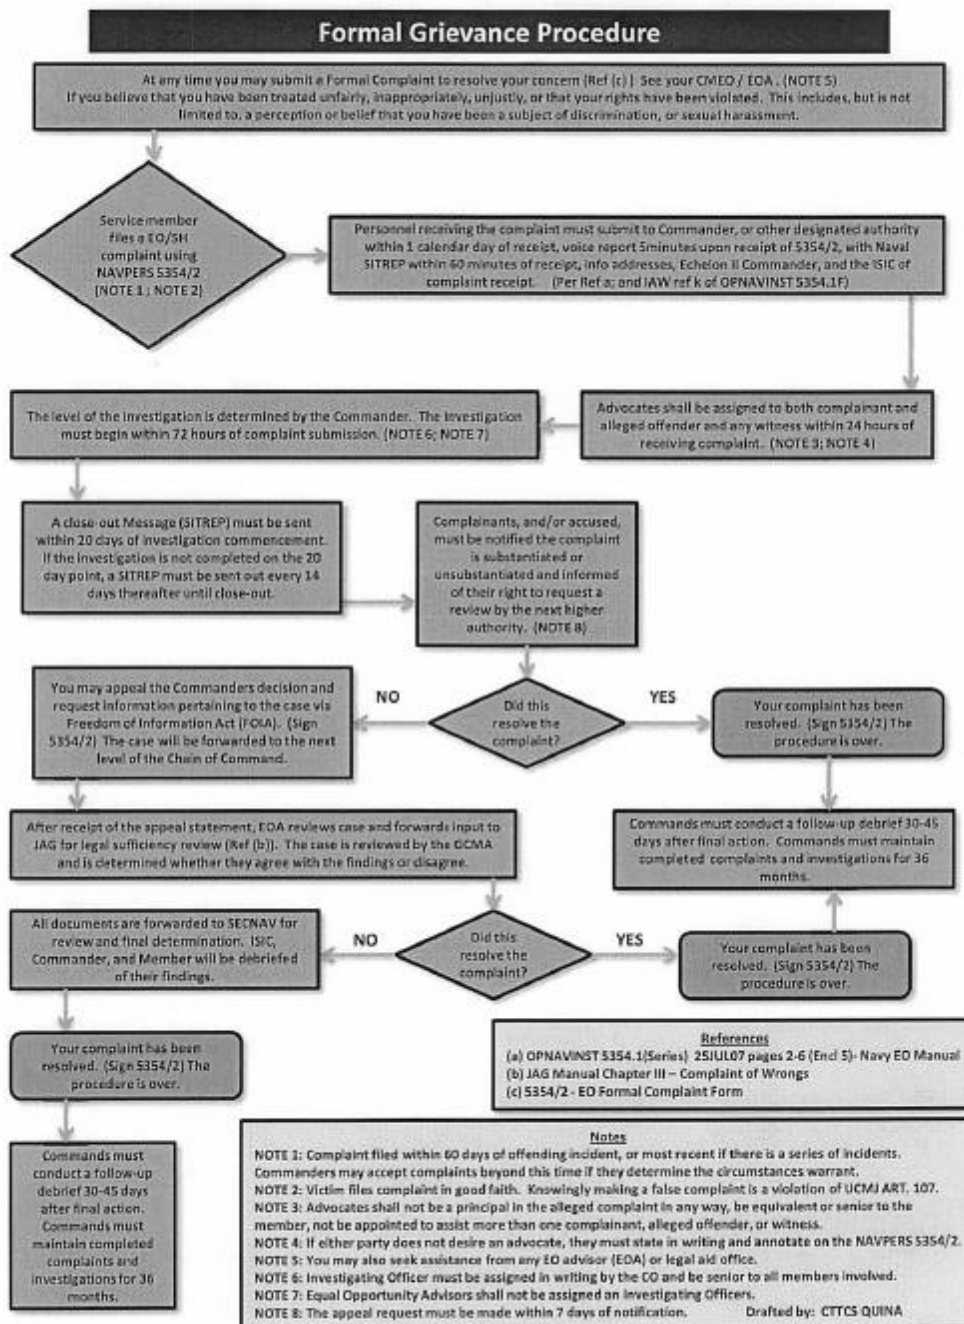 Formal Grievance Procedure
At any time you may submit a Formal Complaint to resolve your concern (Ref (c) ) See your CMEO / EOA . (NOTE 5)
If you believe that you have been treated unfairly, inappropriately, unjustly, or that your rights have been violated. This includes, but is not
limited to, a perception or belief that you have been a subject of discrimination, or sexual harassment.
Service member
files a EO/SH
complaint using
NAVPERS 5354/2
(NOTE 1 ; NOTE 2)
Personnel receiving the complaint must submit to Commander, or other designated authority
within 1 calendar day of receipt, voice report 5minutes upon receipt of 5354/2, with Naval
SITREP within 60 minutes of receipt, info addresses, Echelon II Commander, and the ISIC of
complaint receipt. (Per Ref a; and IAW ref k of OPNAVINST 5354.1F)
The level of the investigation is determined by the Commander. The investigation
must begin within 72 hours of complaint submission. (NOTE 6; NOTE 7)
Advocates shall be assigned to both complainant and
alleged offender and any witness within 24 hours of
receiving complaint. (NOTE 3; NOTE 4)
A close-out Message (SITREP) must be sent
within 20 days of investigation commencement.
If the investigation is not completed on the 20
day point, a SITREP must be sent out every 14
days thereafter until close-out.
Complainants, and/or accused,
must be notified the complaint
is substantiated or
unsubstantiated and informed
of their right to request a
review by the next higher
authority. (NOTE 8)
You may appeal the Commanders decision and
request information pertaining to the case via
Freedom of Information Act (FOIA). (Sign
5354/2) The case will be forwarded to the next
level of the Chain of Command.
NO
Did this
resolve the
complaint?
YES
Your complaint has been
resolved. (Sign 5354/2) The
procedure is over.
After receipt of the appeal statement, EOA reviews case and forwards input to
JAG for legal sufficiency review (Ref (b)). The case is reviewed by the GCMA
and is determined whether they agree with the findings or disagree.
Commands must conduct a follow-up debrief 30-45
days after final action. Commands must maintain
completed complaints and investigations for 36
months.
All documents are forwarded to SECNAV for
review and final determination. ISIC,
Commander, and Member will be debriefed
of their findings.
NO
Did this
resolve the
complaint?
YES
Your complaint has been
resolved. (Sign 5354/2) The
procedure is over.
Your complaint has been
resolved. (Sign 5354/2) The
procedure is over.
References
(a) OPNAVINST 5354.1(Series) 25JUL07 pages 2-6 (Encl 5)- Navy EO Manual
(b) JAG Manual Chapter III – Complaint of Wrongs
(c) 5354/2 - EO Formal Complaint Form
Commands must
conduct a follow-up
debrief 30-45 days
after final action.
Commands must
maintain completed
complaints and
investigations for 36
months.
Notes
NOTE 1: Complaint filed within 60 days of offending incident, or most recent if there is a series of incidents.
Commanders may accept complaints beyond this time if they determine the circumstances warrant.
NOTE 2: Victim files complaint in good faith. Knowingly making a false complaint is a violation of UCMJ ART. 107.
NOTE 3: Advocates shall not be a principal in the alleged complaint in any way, be equivalent or senior to the
member, not be appointed to assist more than one complainant, alleged offender, or witness.
NOTE 4: If either party does not desire an advocate, they must state in writing and annotate on the NAVPERS 5354/2.
NOTE 5: You may also seek assistance from any EO advisor (EOA) or legal aid office.
NOTE 6: Investigating Officer must be assigned in writing by the CO and be senior to all members involved.
NOTE 7: Equal Opportunity Advisors shall not be assigned an Investigating Officers.
NOTE 8: The appeal request must be made within 7 days of notification. Drafted by: CTTCS QUINA